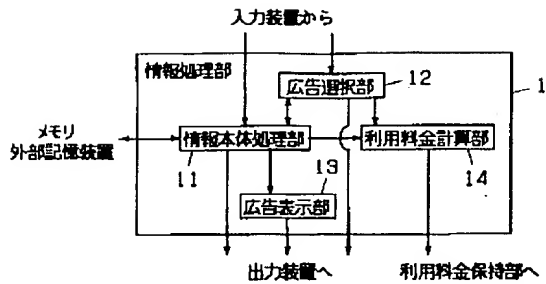 入力装置から
情報処理部
広告選択部
12
1
メモリ
外部記憶装置
情報本体処理部
利用料金計算部
11
13
14
広告表示部
出力装置へ
利用料金保持部へ